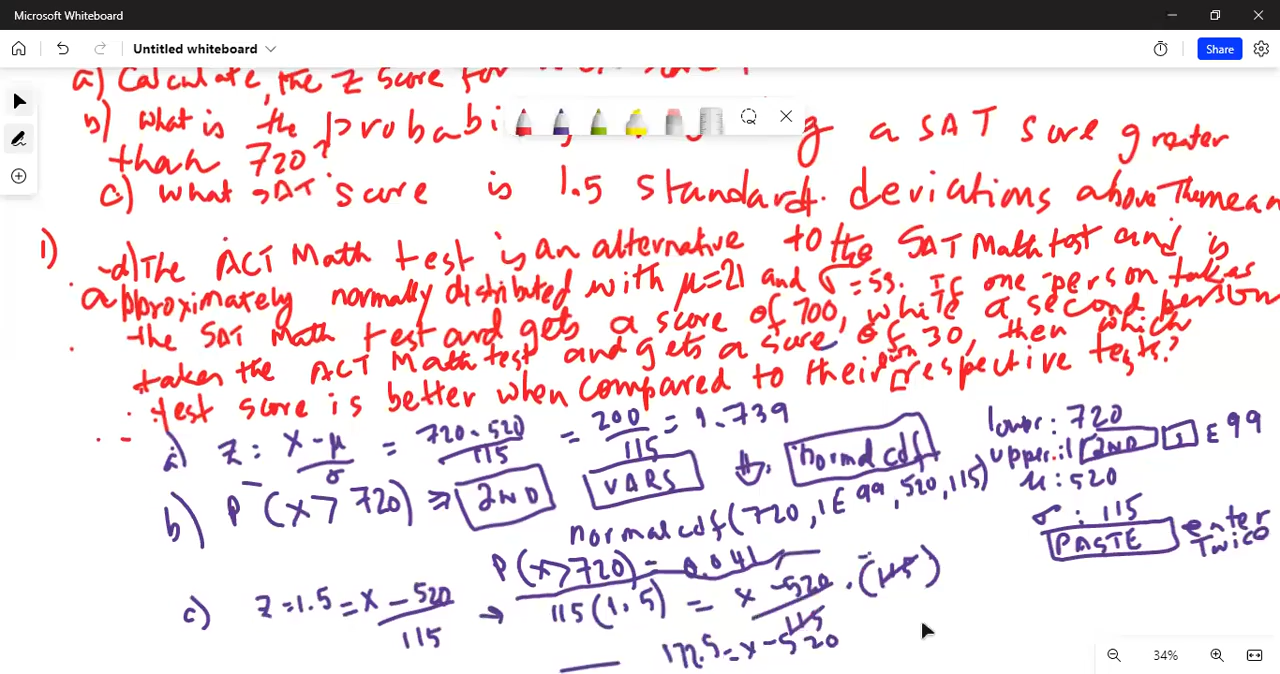 Microsoft Whiteboard
Untitled whiteboard
Share
a) Calculate the Z score for
b) What is the probabi g a SAT score greater
than 720?
c) What SAT score is 1.5 standard deviations above the mean
1)
d) The ACT Math test is an alternative to the SAT Math test and is
approximately normally distributed with μ=21 and σ=5.3. If one person takes
the SAT Math test and gets a score of 700, while a second person
takes the ACT Math test and gets a score of 30, then which
test score is better when compared to their respective tests?
a) Z = x-μ/σ = 720-520/115 = 200/115 = 1.739
b) P(x>720) ⇒ 2ND VARS normalcdf
lower: 720
upper: 1 2ND , E 99
μ: 520
σ: 115
PASTE enter
Twice
normalcdf(720, 1E99, 520, 115)
P(x>720) = 0.041
c) Z = 1.5 = x-520/115 → 115(1.5) = x-520/115 . (115)
172.5 = x-520
34%